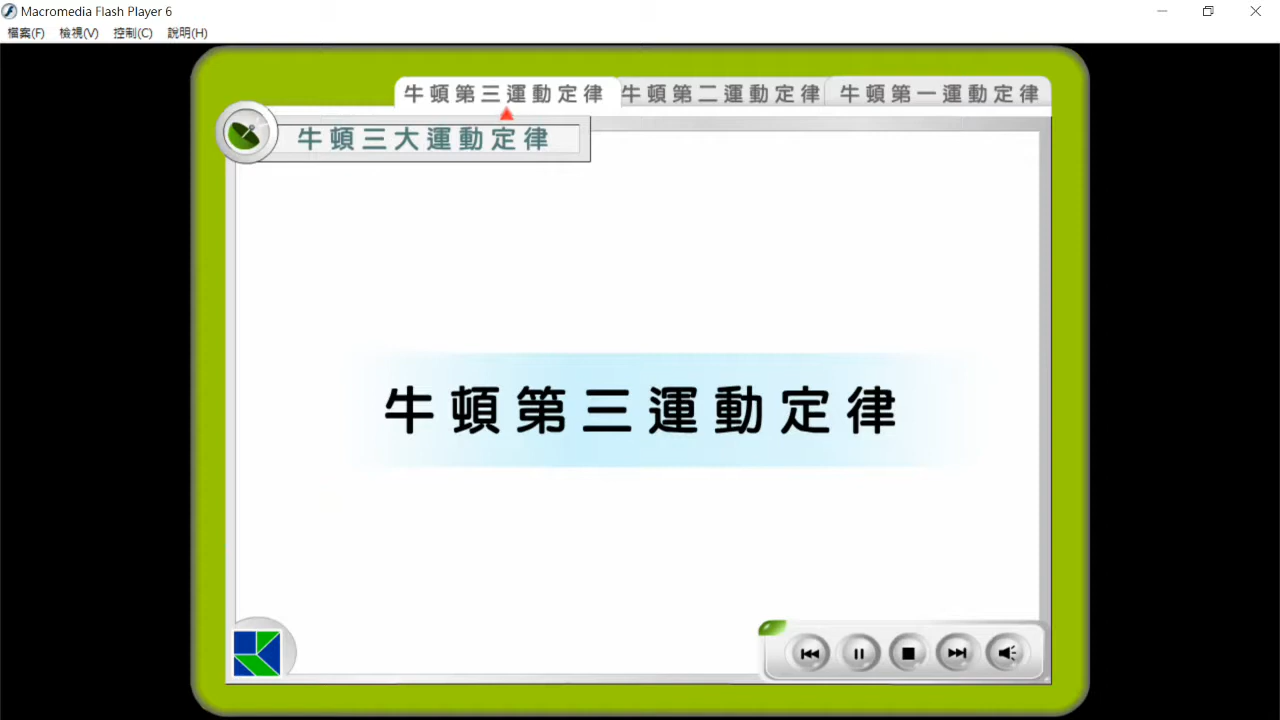 Macromedia Flash Player 6
檔案(F) 檢視(V) 控制(C) 說明(H)
牛頓第三運動定律 牛頓第二運動定律 牛頓第一運動定律
牛頓三大運動定律
牛頓第三運動定律